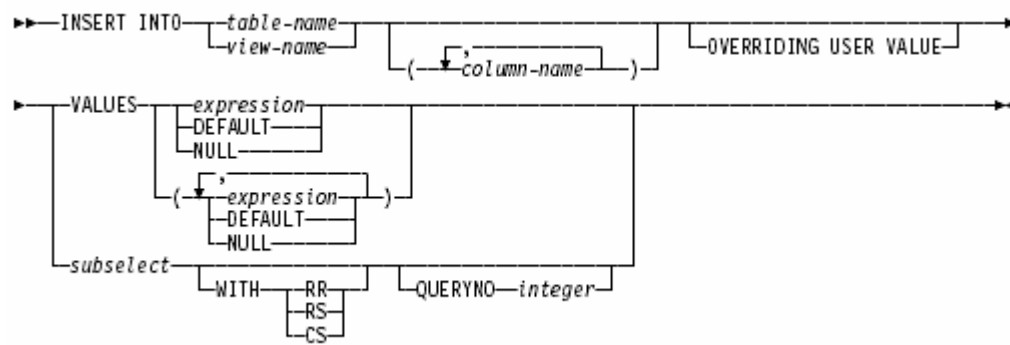 INSERT INTO table-name
view-name
( column-name , )
OVERRIDING USER VALUE
VALUES expression
DEFAULT
NULL
( expression , )
DEFAULT
NULL
subselect
WITH RR
RS
CS
QUERYNO integer